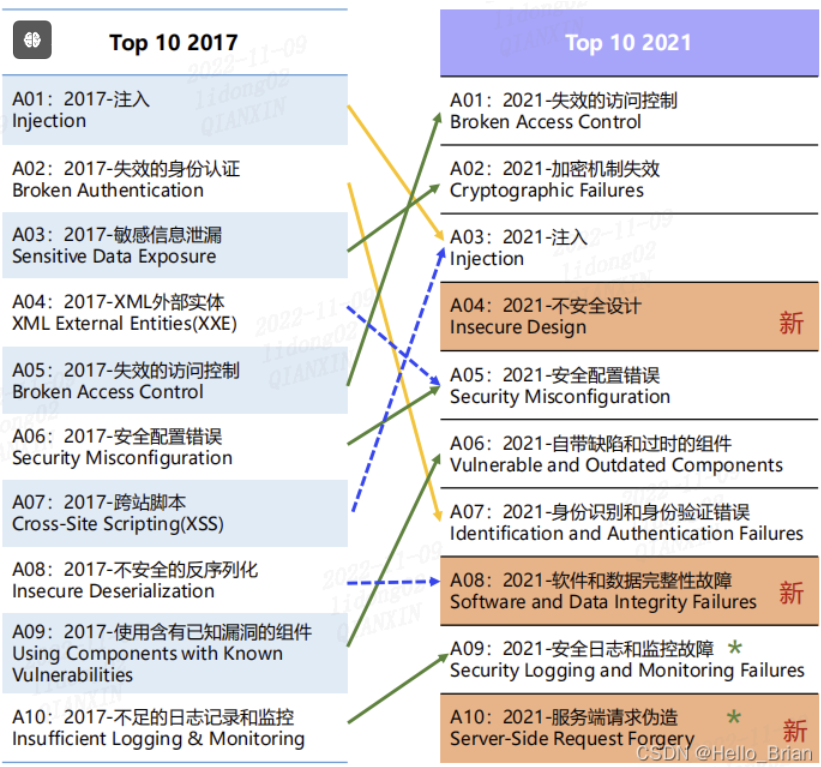 Top 10 2017
A01：2017-注入
Injection
A02：2017-失效的身份认证
Broken Authentication
A03：2017-敏感信息泄漏
Sensitive Data Exposure
A04：2017-XML外部实体
XML External Entities(XXE)
A05：2017-失效的访问控制
Broken Access Control
A06：2017-安全配置错误
Security Misconfiguration
A07：2017-跨站脚本
Cross-Site Scripting(XSS)
A08：2017-不安全的反序列化
Insecure Deserialization
A09：2017-使用含有已知漏洞的组件
Using Components with Known
Vulnerabilities
A10：2017-不足的日志记录和监控
Insufficient Logging & Monitoring
Top 10 2021
A01：2021-失效的访问控制
Broken Access Control
A02：2021-加密机制失效
Cryptographic Failures
A03：2021-注入
Injection
A04：2021-不安全设计
Insecure Design
新
A05：2021-安全配置错误
Security Misconfiguration
A06：2021-自带缺陷和过时的组件
Vulnerable and Outdated Components
A07：2021-身份识别和身份验证错误
Identification and Authentication Failures
A08：2021-软件和数据完整性故障
Software and Data Integrity Failures
新
A09：2021-安全日志和监控故障 *
Security Logging and Monitoring Failures
A10：2021-服务端请求伪造 *
Server-Side Request Forgery
新
CSDN @Hello_Brian
2022-11-09
lidong02
QIANXIN